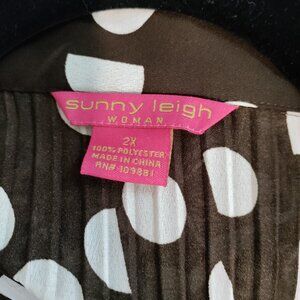 sunny leigh
WOMAN
2X
100% POLYESTER
MADE IN CHINA
RN# 109881